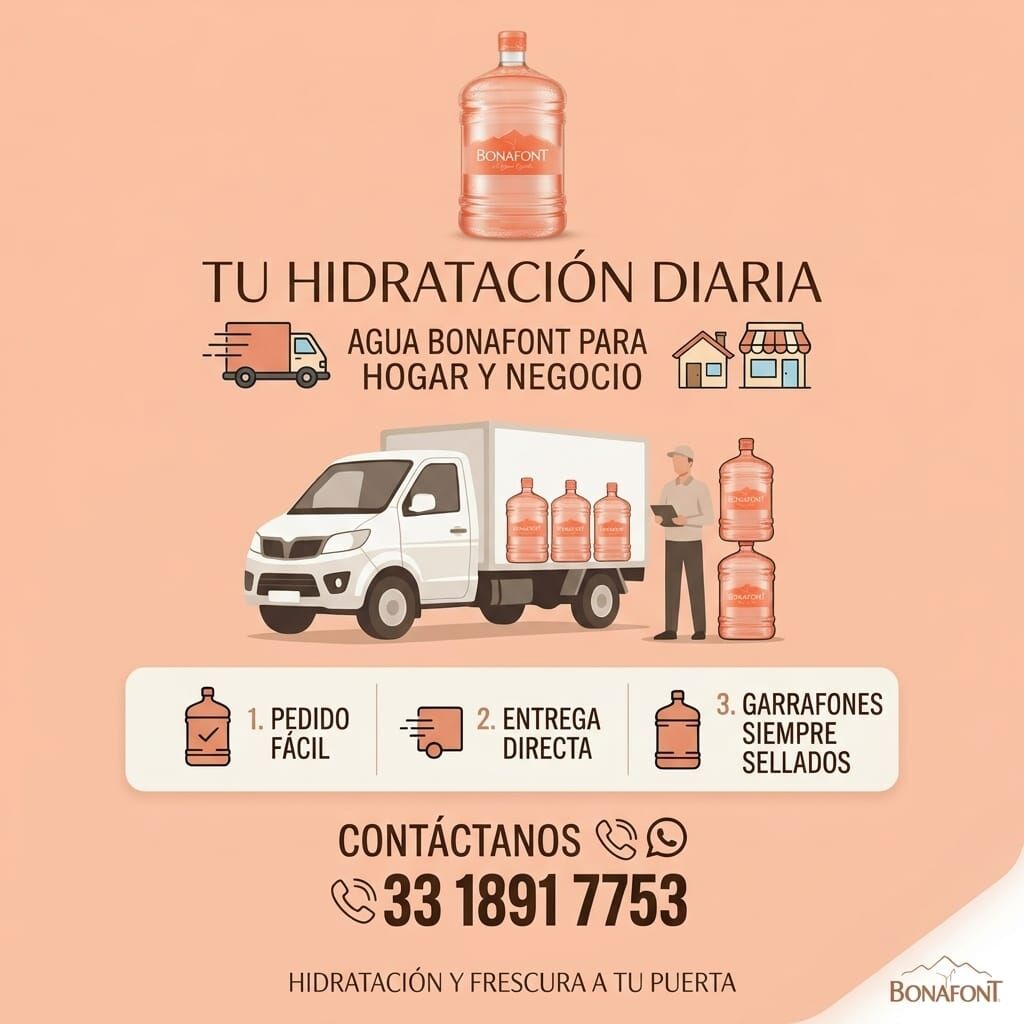 BONAFONT
TU HIDRATACIÓN DIARIA
AGUA BONAFONT PARA
HOGAR Y NEGOCIO
BONAFONT
BONAFONT
1. PEDIDO
FÁCIL
2. ENTREGA
DIRECTA
3. GARRAFONES
SIEMPRE
SELLADOS
CONTÁCTANOS
33 1891 7753
HIDRATACIÓN Y FRESCURA A TU PUERTA
BONAFONT